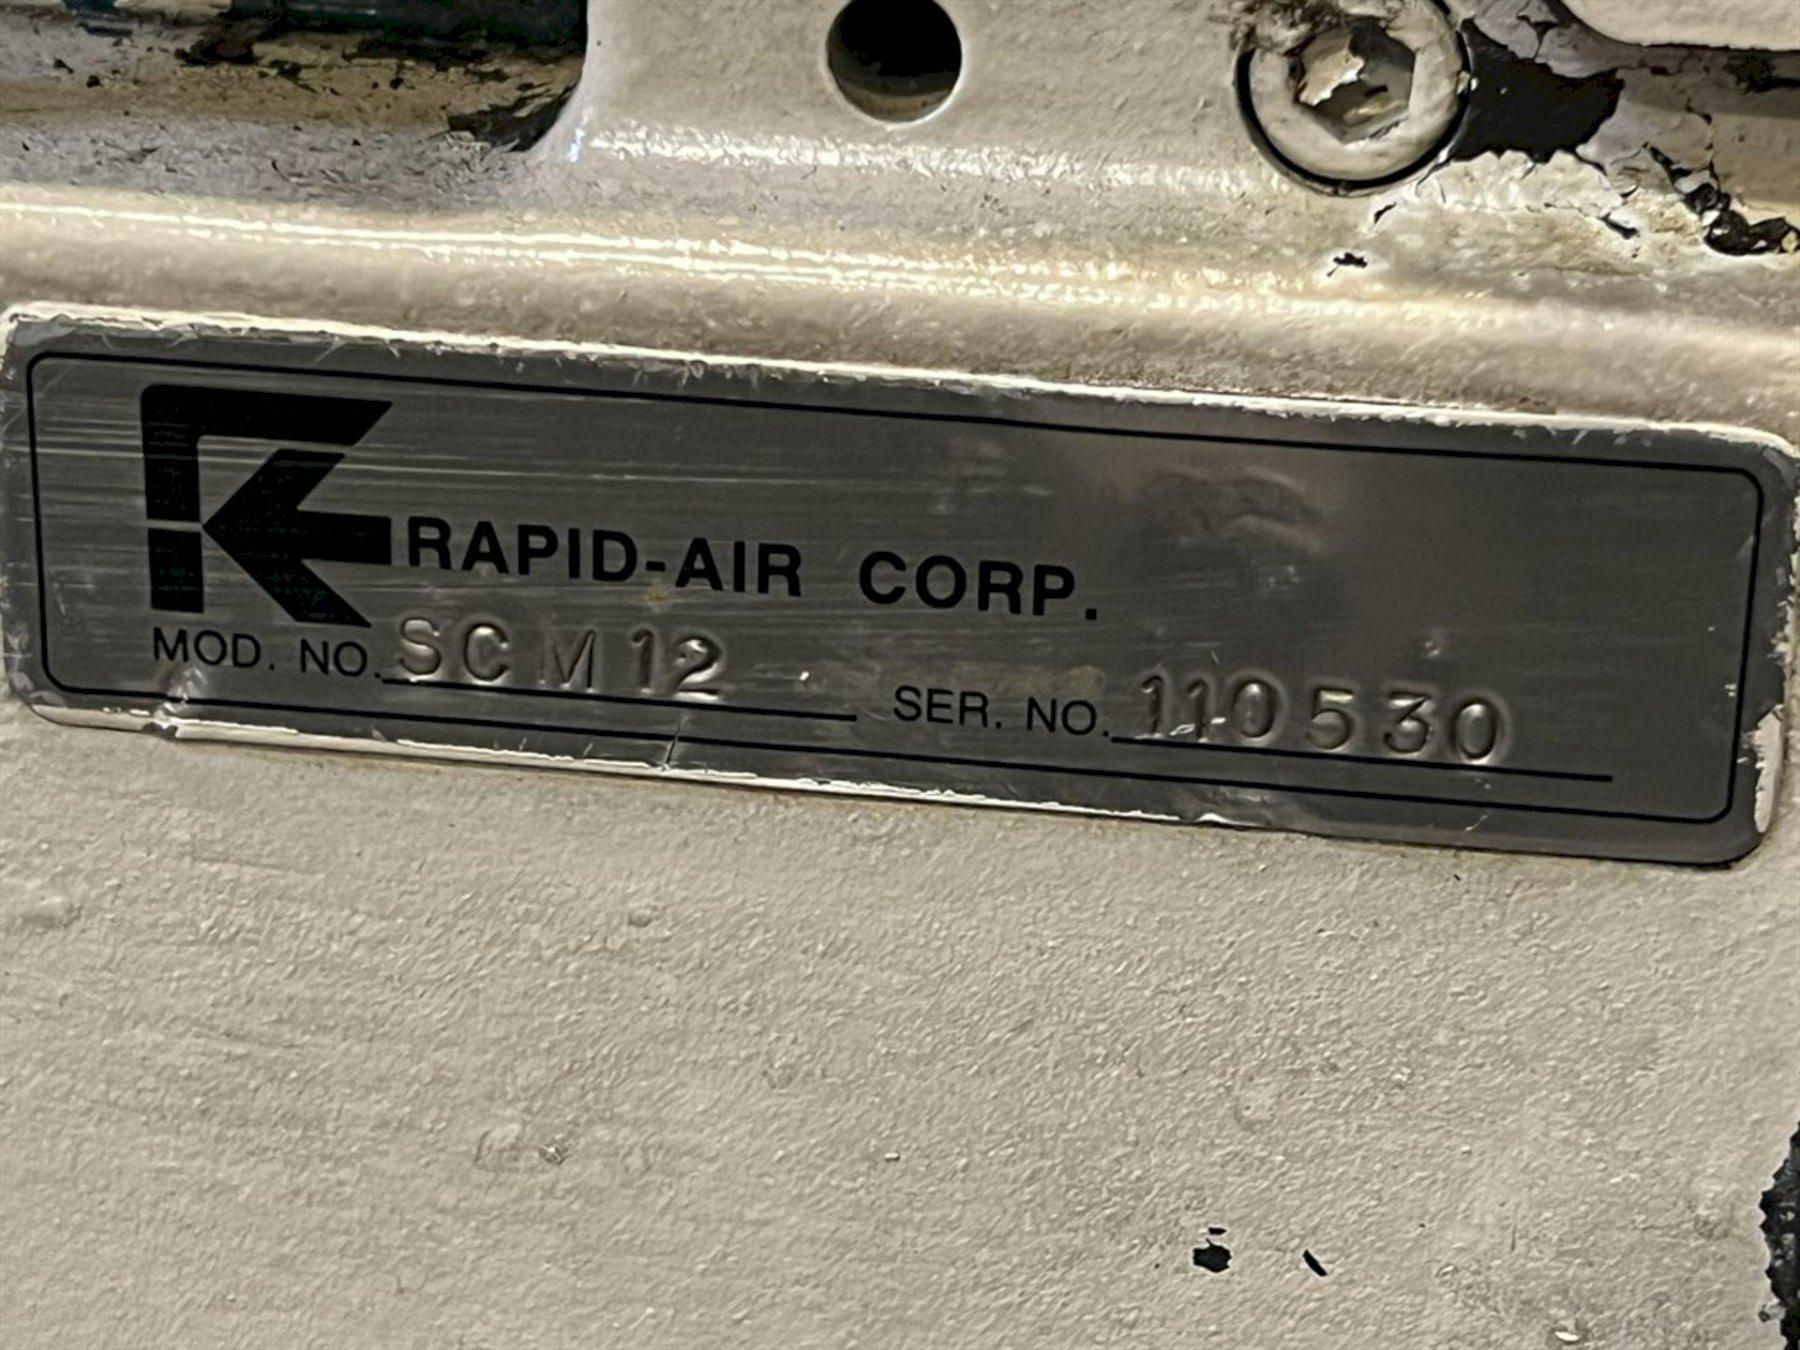 RAPID-AIR CORP.
MOD. NO. SCM12 SER. NO. 110530